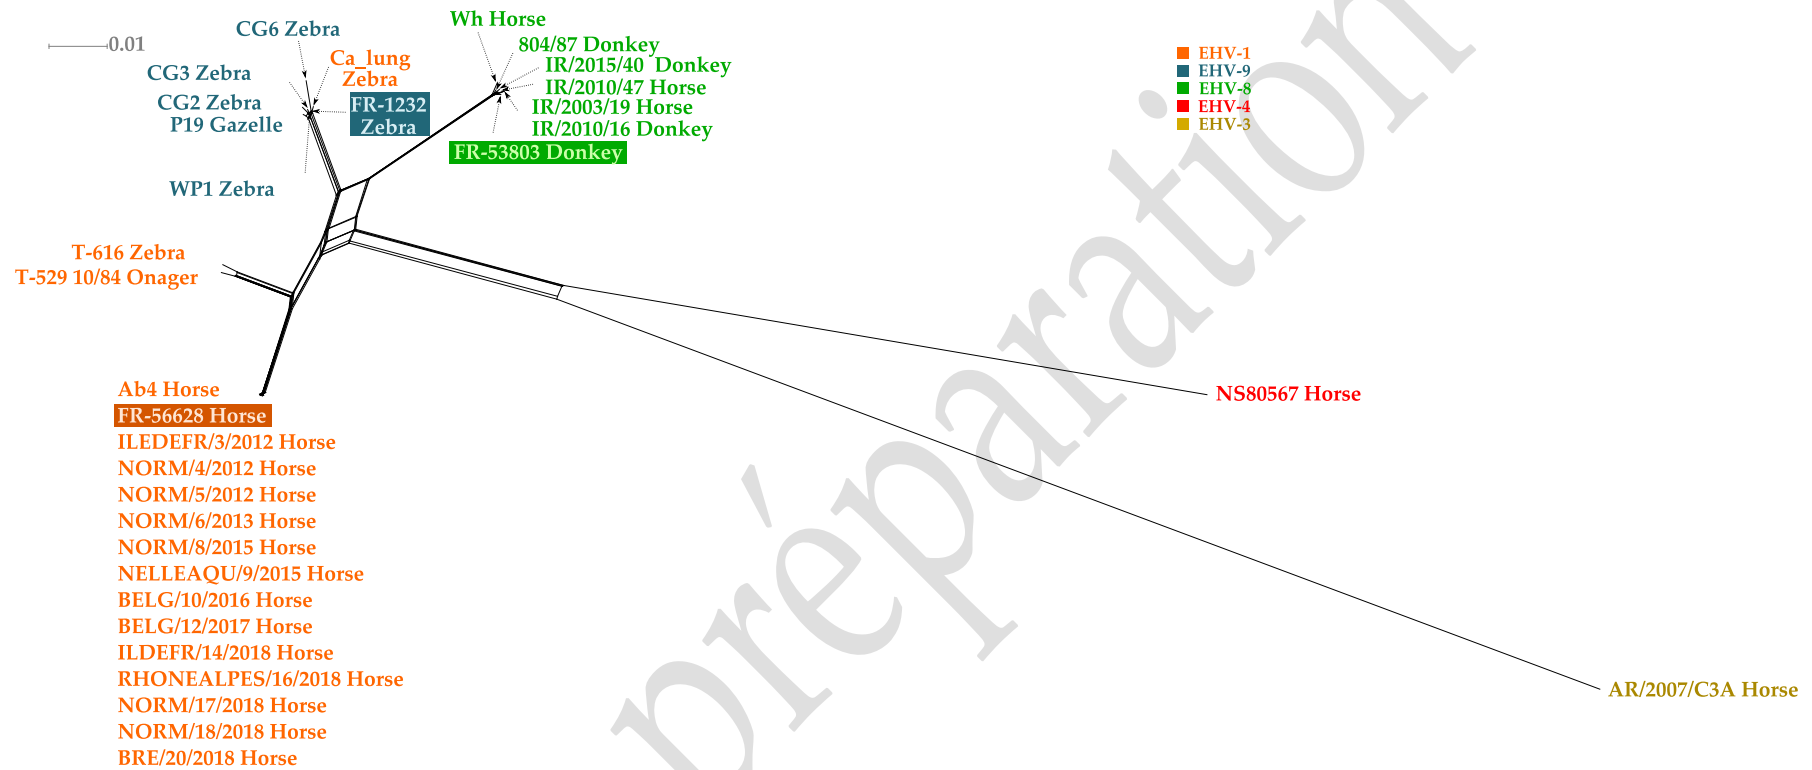 0.01
CG6 Zebra
Ca_lung
Zebra
CG3 Zebra
CG2 Zebra
P19 Gazelle
FR-1232
Zebra
WP1 Zebra
Wh Horse
804/87 Donkey
IR/2015/40 Donkey
IR/2010/47 Horse
IR/2003/19 Horse
IR/2010/16 Donkey
FR-53803 Donkey
EHV-1
EHV-9
EHV-8
EHV-4
EHV-3
T-616 Zebra
T-529 10/84 Onager
Ab4 Horse
FR-56628 Horse
ILEDEFR/3/2012 Horse
NORM/4/2012 Horse
NORM/5/2012 Horse
NORM/6/2013 Horse
NORM/8/2015 Horse
NELLEAQU/9/2015 Horse
BELG/10/2016 Horse
BELG/12/2017 Horse
ILDEFR/14/2018 Horse
RHONEALPES/16/2018 Horse
NORM/17/2018 Horse
NORM/18/2018 Horse
BRE/20/2018 Horse
NS80567 Horse
AR/2007/C3A Horse
préparation